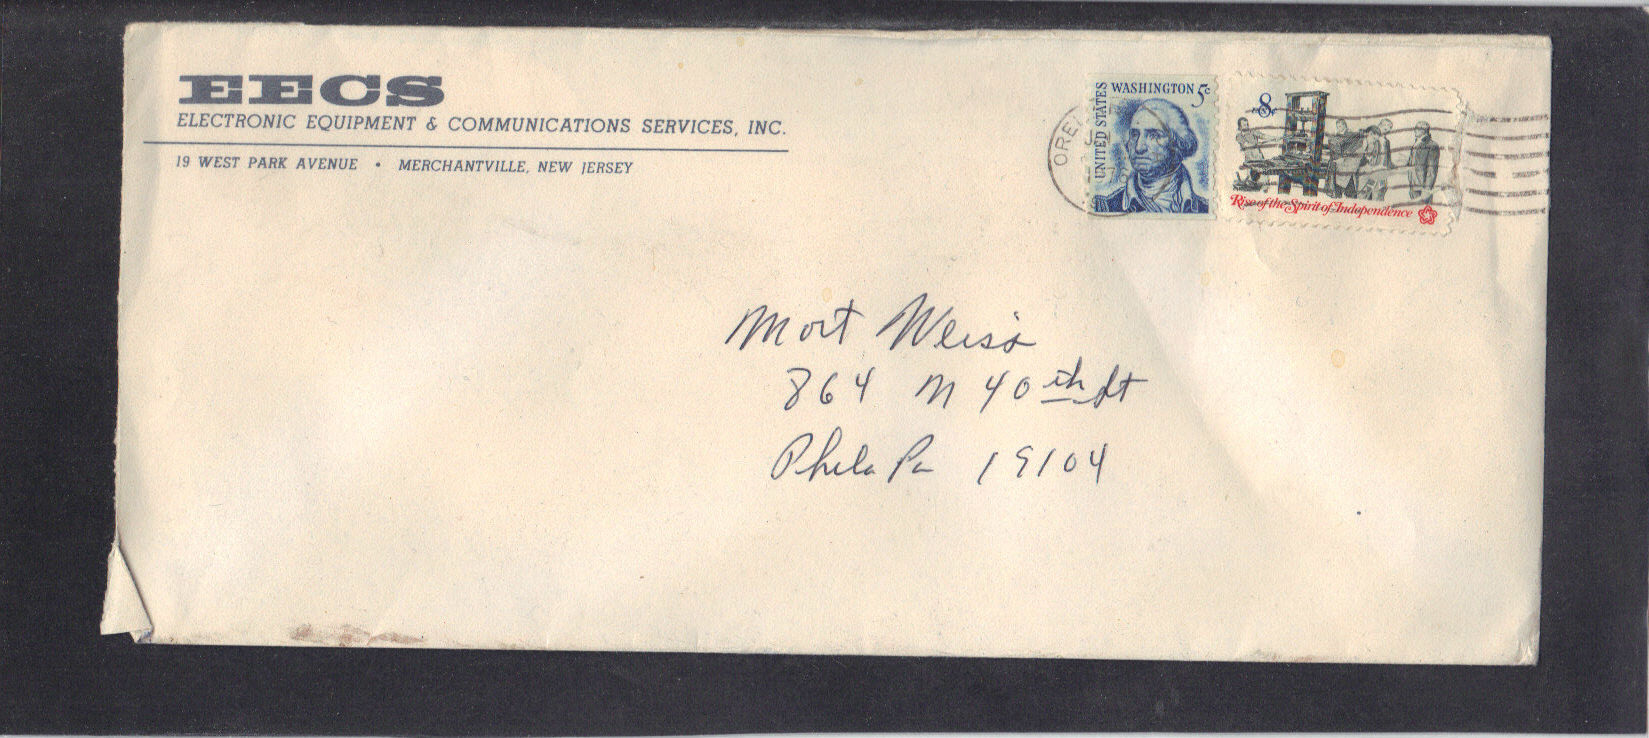 EECS
ELECTRONIC EQUIPMENT & COMMUNICATIONS SERVICES, INC.
19 WEST PARK AVENUE • MERCHANTVILLE, NEW JERSEY
UNITED STATES
WASHINGTON 5c
8c
Rise of the Spirit of Independence
Mort Weiss
864 N 40th St
Phila Pa 19104